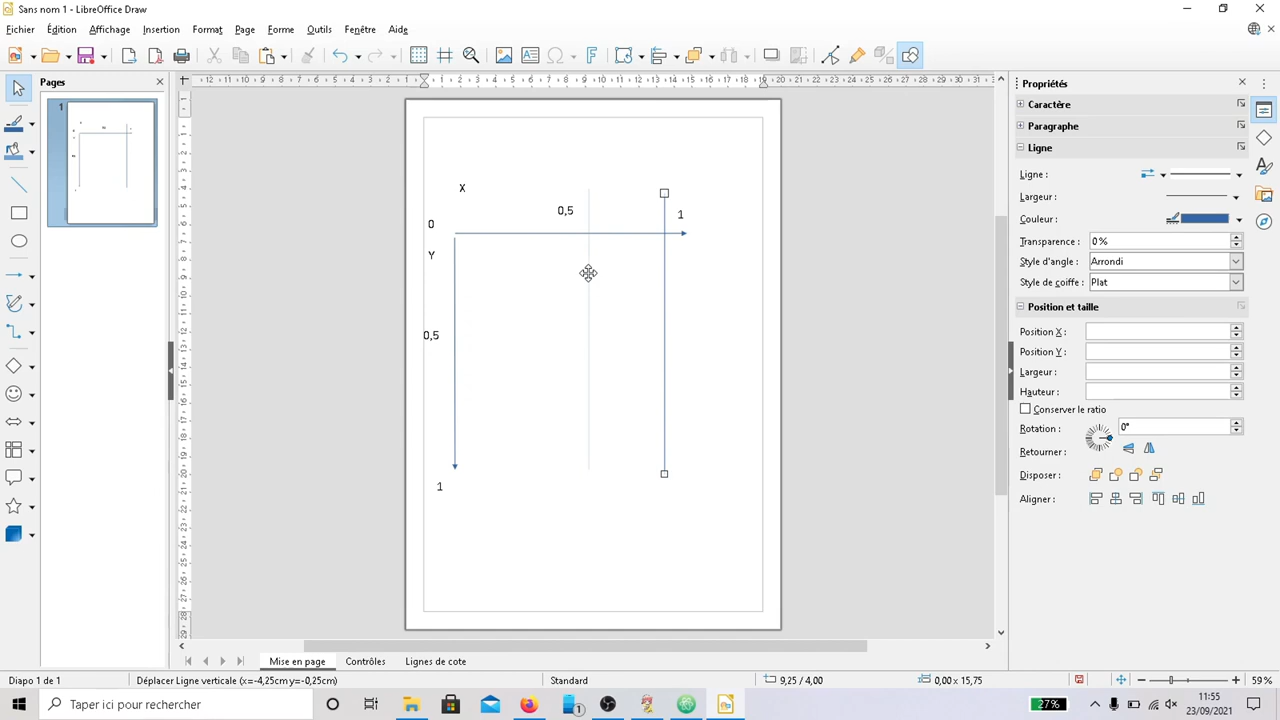 Sans nom 1 - LibreOffice Draw
Fichier Édition Affichage Insertion Format Page Forme Outils Fenêtre Aide
Pages
1
X
0,5
1
0
Y
0,5
1
Propriétés
Caractère
Paragraphe
Ligne
Ligne :
Largeur :
Couleur :
Transparence : 0 %
Style d'angle : Arrondi
Style de coiffe : Plat
Position et taille
Position X :
Position Y :
Largeur :
Hauteur :
Conserver le ratio
Rotation : 0°
Retourner :
Disposer :
Aligner :
Mise en page Contrôles Lignes de cote
Diapo 1 de 1 Déplacer Ligne verticale (x=-4,25cm y=-0,25cm) Standard 9,25 / 4,00 0,00 x 15,75 59 %
Taper ici pour rechercher
27%
11:55
23/09/2021